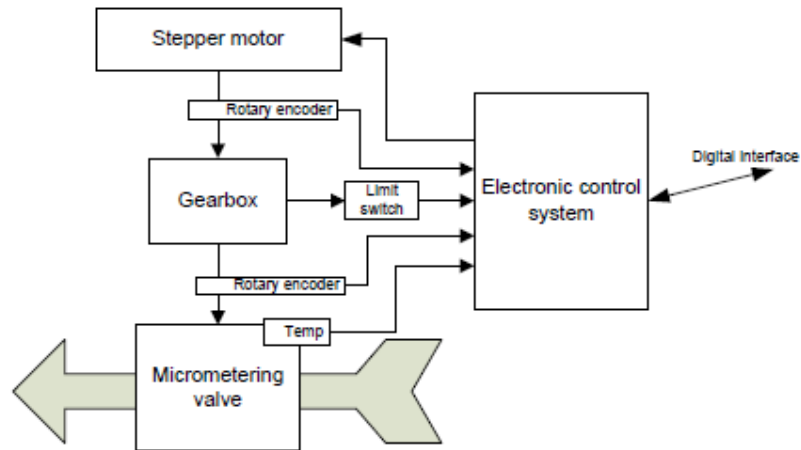 Stepper motor
Rotary encoder
Digital interface
Gearbox
Limit
switch
Electronic control
system
Rotary encoder
Temp
Micrometering
valve